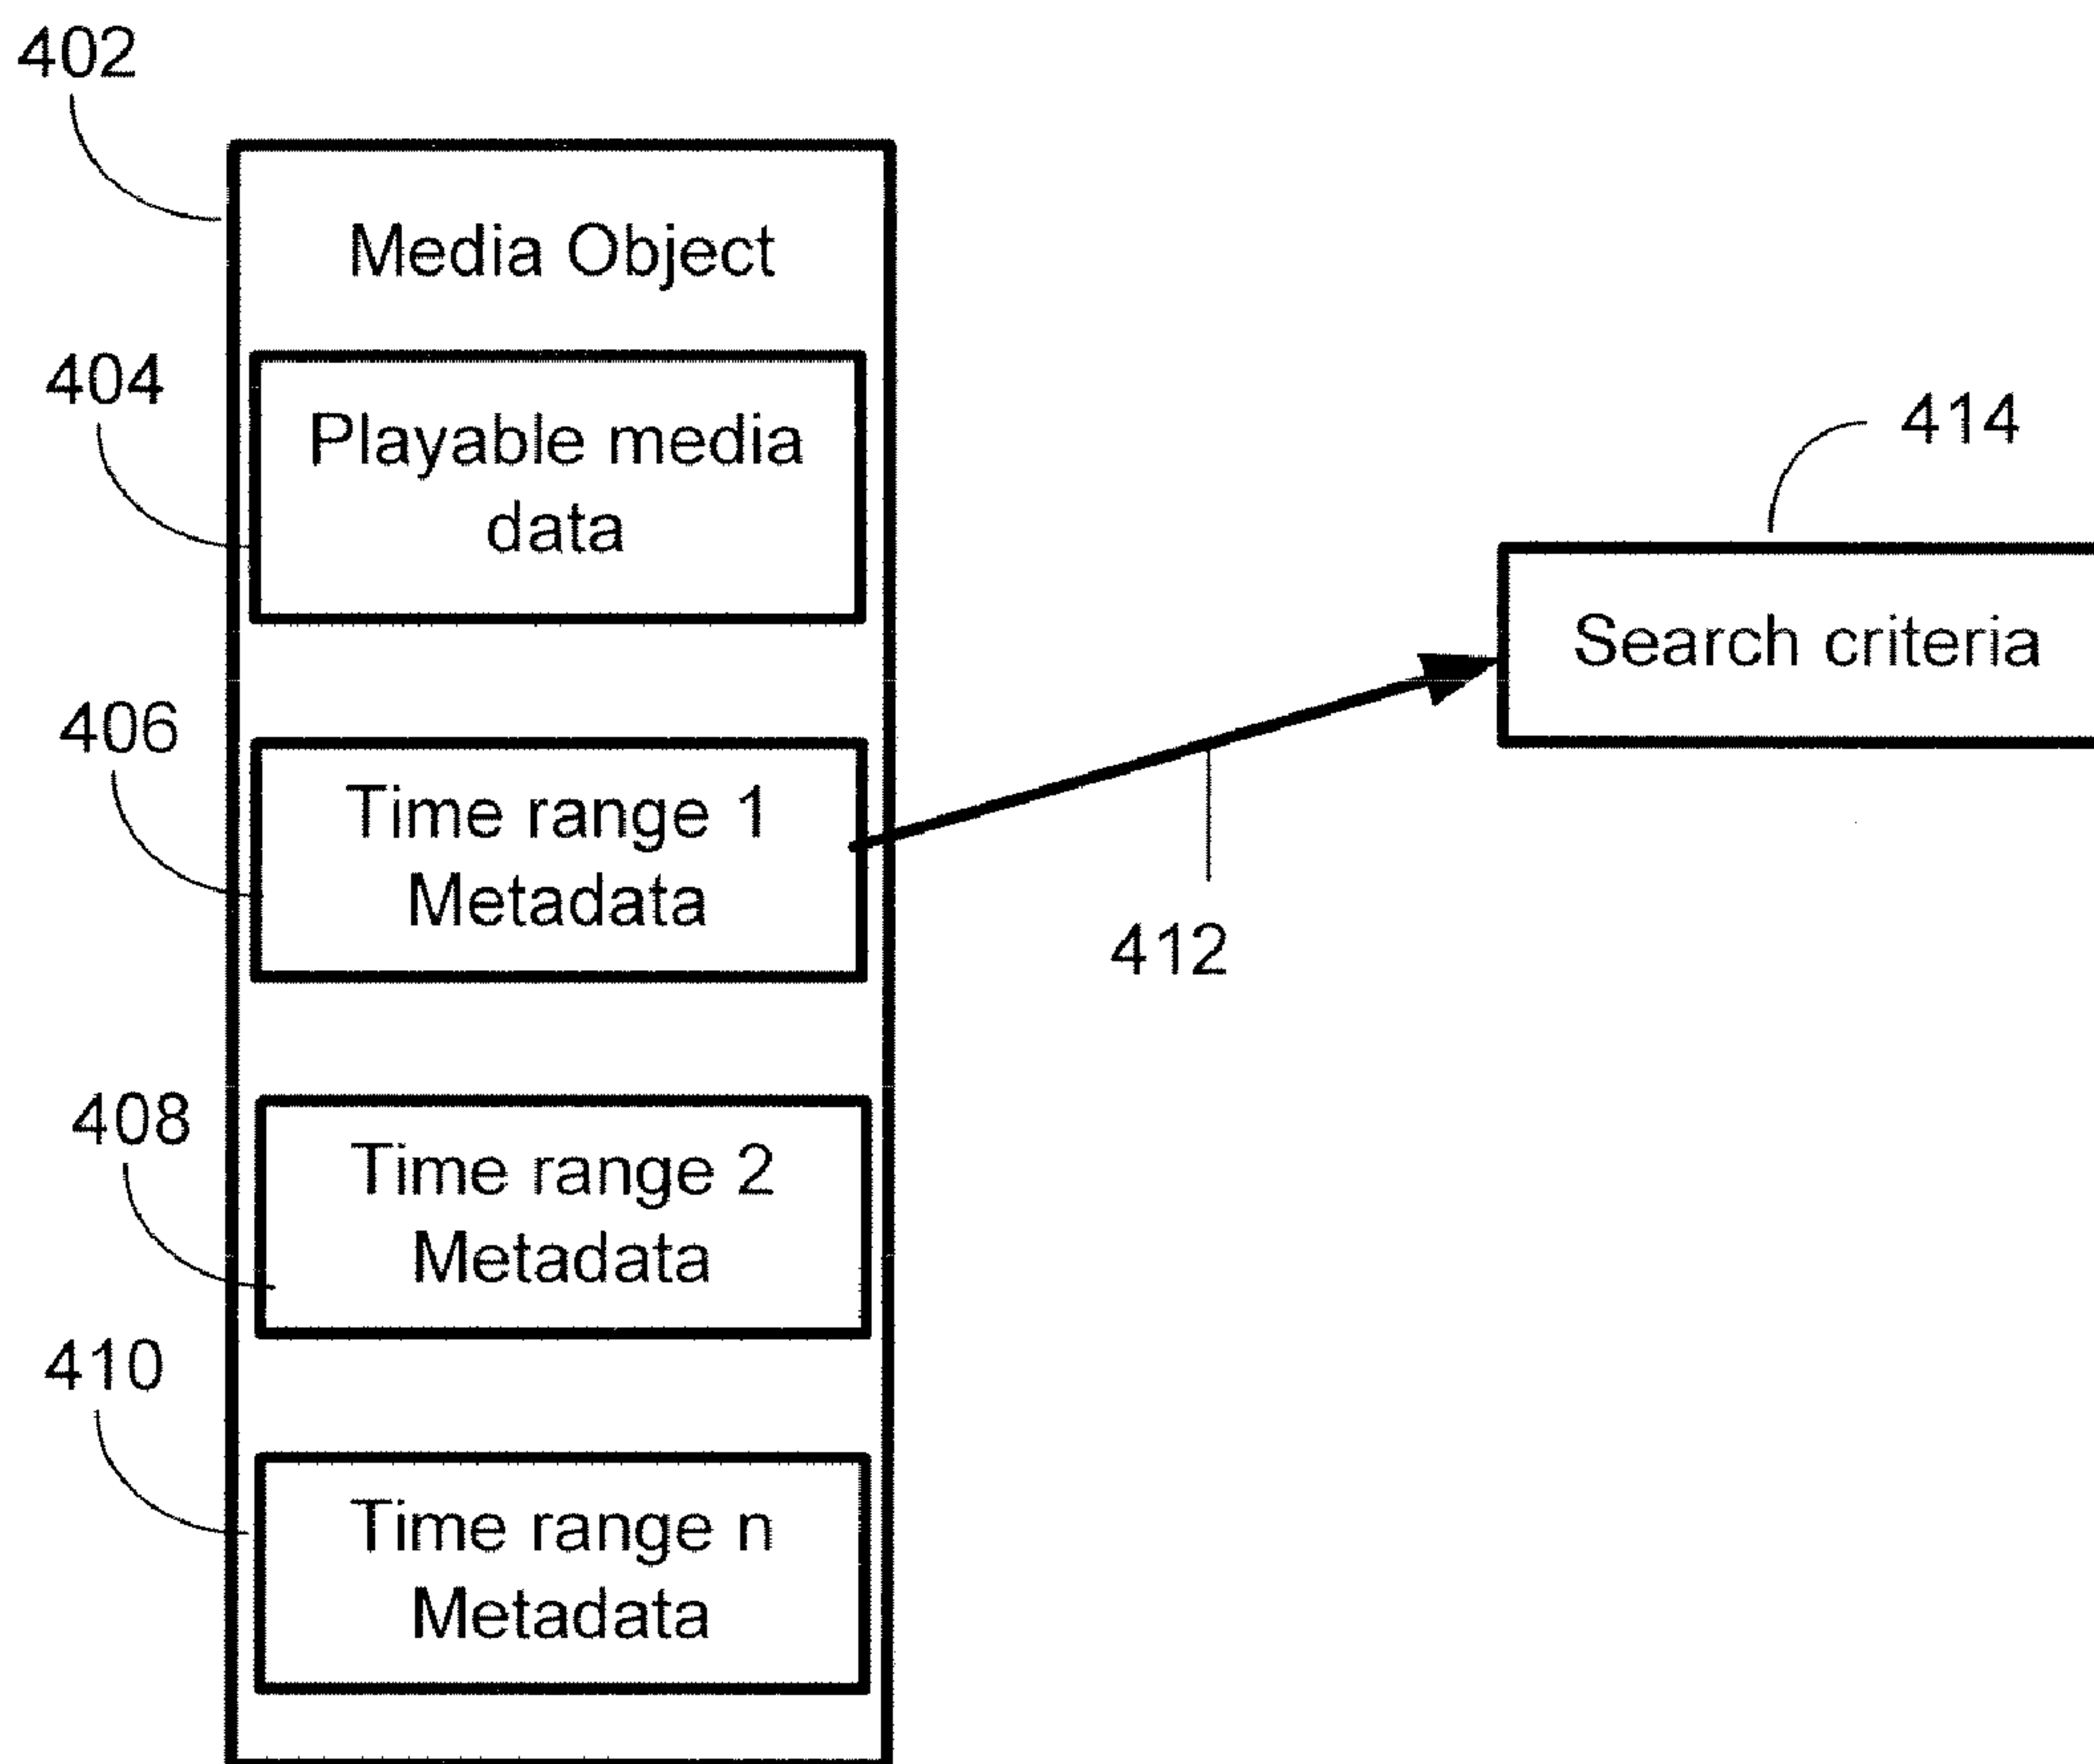 402
Media Object
404
Playable media
data
414
Search criteria
406
Time range 1
Metadata
412
408
Time range 2
Metadata
410
Time range n
Metadata